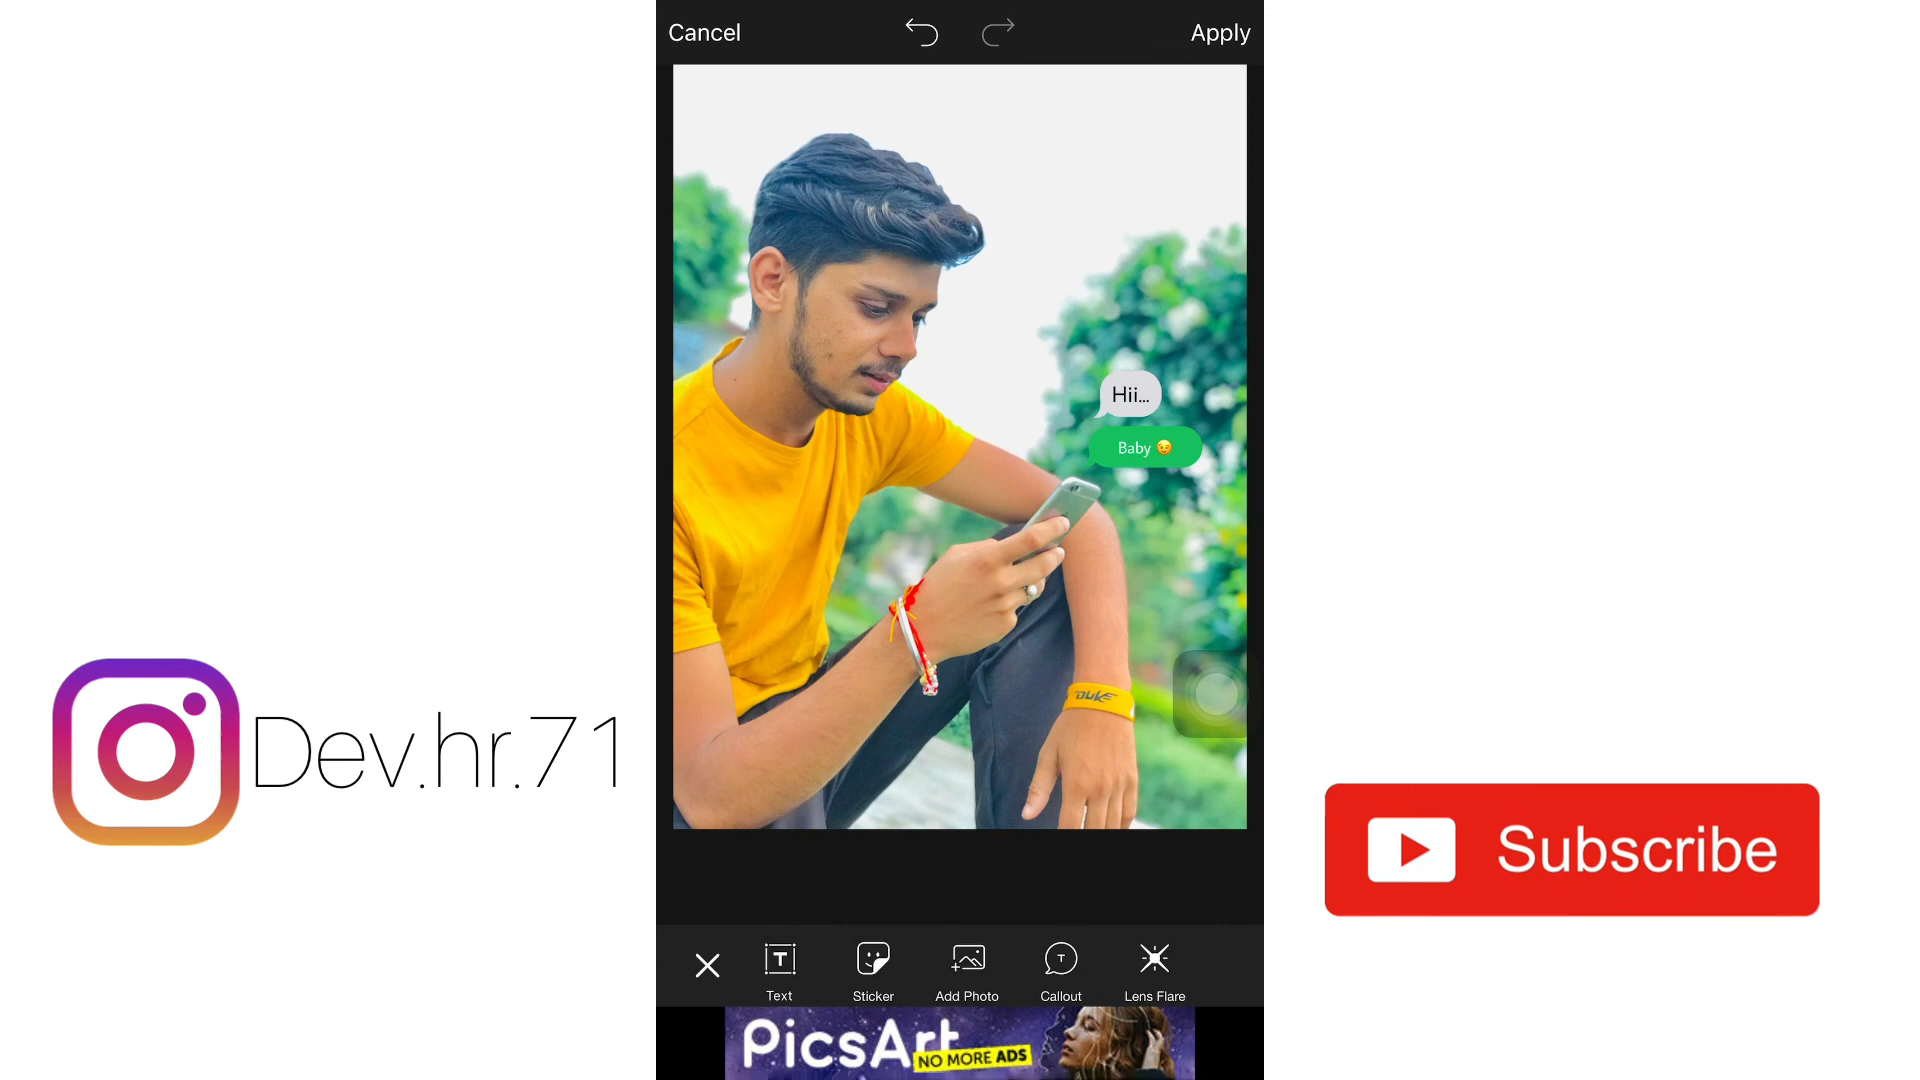 Cancel
Apply
Hii...
Baby 😉
DUKE
Dev.hr.71
Subscribe
T
T
Text
Sticker
Add Photo
Callout
Lens Flare
PicsArt
NO MORE ADS